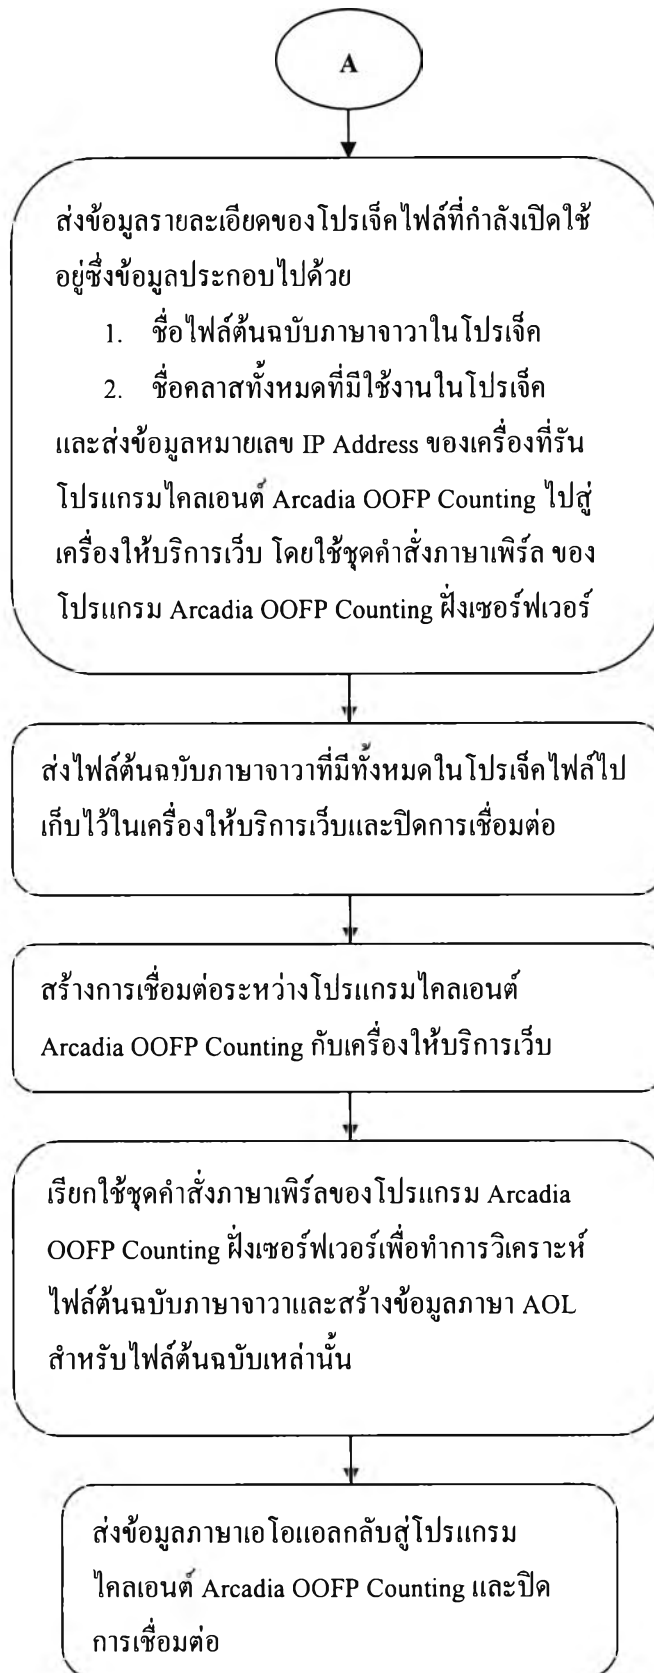 A
ส่งข้อมูลรายละเอียดของโปรเจ็คไฟล์ที่กำลังเปิดใช้
อยู่ซึ่งข้อมูลประกอบไปด้วย
1. ชื่อไฟล์ต้นฉบับภาษาจาวาในโปรเจ็ค
2. ชื่อคลาสทั้งหมดที่มีใช้งานในโปรเจ็ค
และส่งข้อมูลหมายเลข IP Address ของเครื่องที่รัน
โปรแกรมไคลเอนต์ Arcadia OOFP Counting ไปสู่
เครื่องให้บริการเว็บ โดยใช้ชุดคำสั่งภาษาเพิร์ล ของ
โปรแกรม Arcadia OOFP Counting ฝั่งเซอร์ฟเวอร์
ส่งไฟล์ต้นฉบับภาษาจาวาที่มีทั้งหมดในโปรเจ็คไฟล์ไป
เก็บไว้ในเครื่องให้บริการเว็บและปิดการเชื่อมต่อ
สร้างการเชื่อมต่อระหว่างโปรแกรมไคลเอนต์
Arcadia OOFP Counting กับเครื่องให้บริการเว็บ
เรียกใช้ชุดคำสั่งภาษาเพิร์ลของโปรแกรม Arcadia
OOFP Counting ฝั่งเซอร์ฟเวอร์เพื่อทำการวิเคราะห์
ไฟล์ต้นฉบับภาษาจาวาและสร้างข้อมูลภาษา AOL
สำหรับไฟล์ต้นฉบับเหล่านั้น
ส่งข้อมูลภาษาเอโอแอลกลับสู่โปรแกรม
ไคลเอนต์ Arcadia OOFP Counting และปิด
การเชื่อมต่อ